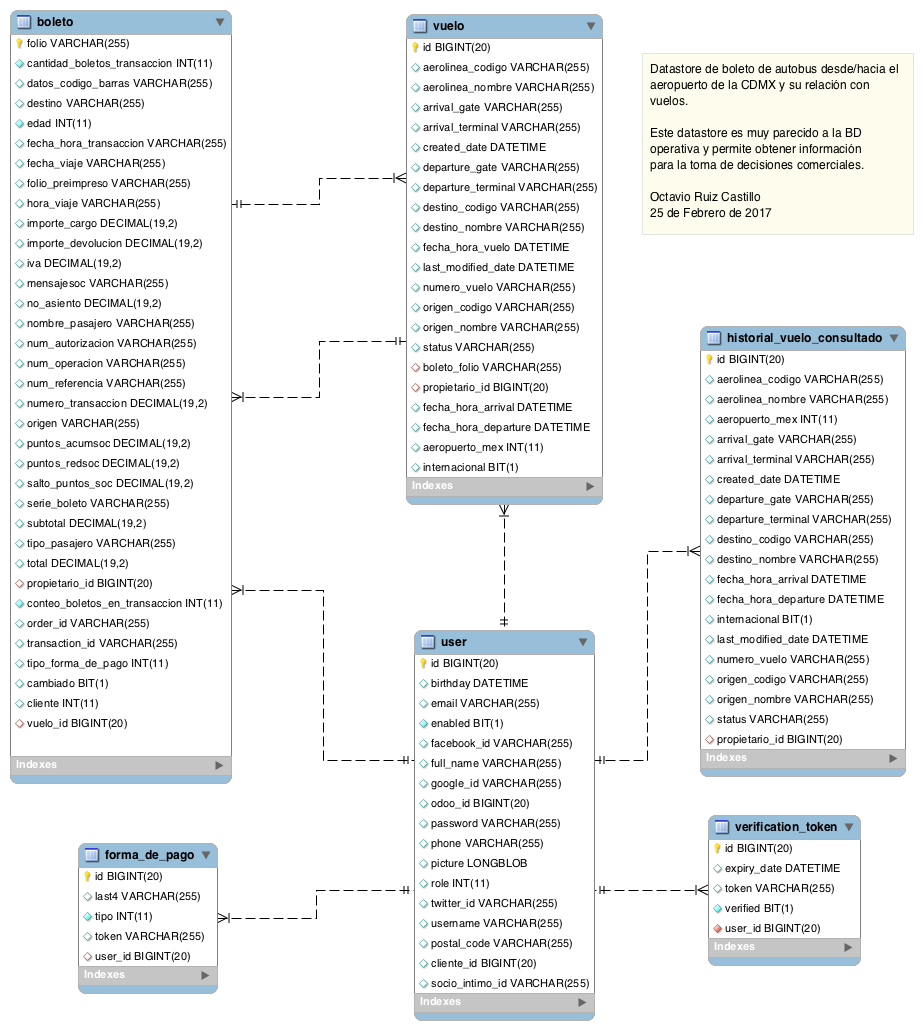 boleto
folio VARCHAR(255)
cantidad_boletos_transaccion INT(11)
datos_codigo_barras VARCHAR(255)
destino VARCHAR(255)
edad INT(11)
fecha_hora_transaccion VARCHAR(255)
fecha_viaje VARCHAR(255)
folio_preimpreso VARCHAR(255)
hora_viaje VARCHAR(255)
importe_cargo DECIMAL(19,2)
importe_devolucion DECIMAL(19,2)
iva DECIMAL(19,2)
mensajesoc VARCHAR(255)
no_asiento DECIMAL(19,2)
nombre_pasajero VARCHAR(255)
num_autorizacion VARCHAR(255)
num_operacion VARCHAR(255)
num_referencia VARCHAR(255)
numero_transaccion DECIMAL(19,2)
origen VARCHAR(255)
puntos_acumsoc DECIMAL(19,2)
puntos_redsoc DECIMAL(19,2)
salto_puntos_soc DECIMAL(19,2)
serie_boleto VARCHAR(255)
subtotal DECIMAL(19,2)
tipo_pasajero VARCHAR(255)
total DECIMAL(19,2)
propietario_id BIGINT(20)
conteo_boletos_en_transaccion INT(11)
order_id VARCHAR(255)
transaction_id VARCHAR(255)
tipo_forma_de_pago INT(11)
cambiado BIT(1)
cliente INT(11)
vuelo_id BIGINT(20)
Indexes
vuelo
id BIGINT(20)
aerolinea_codigo VARCHAR(255)
aerolinea_nombre VARCHAR(255)
arrival_gate VARCHAR(255)
arrival_terminal VARCHAR(255)
created_date DATETIME
departure_gate VARCHAR(255)
departure_terminal VARCHAR(255)
destino_codigo VARCHAR(255)
destino_nombre VARCHAR(255)
fecha_hora_vuelo DATETIME
last_modified_date DATETIME
numero_vuelo VARCHAR(255)
origen_codigo VARCHAR(255)
origen_nombre VARCHAR(255)
status VARCHAR(255)
boleto_folio VARCHAR(255)
propietario_id BIGINT(20)
fecha_hora_arrival DATETIME
fecha_hora_departure DATETIME
aeropuerto_mex INT(11)
internacional BIT(1)
Indexes
Datastore de boleto de autobus desde/hacia el
aeropuerto de la CDMX y su relación con
vuelos.
Este datastore es muy parecido a la BD
operativa y permite obtener información
para la toma de decisiones comerciales.
Octavio Ruiz Castillo
25 de Febrero de 2017
historial_vuelo_consultado
id BIGINT(20)
aerolinea_codigo VARCHAR(255)
aerolinea_nombre VARCHAR(255)
aeropuerto_mex INT(11)
arrival_gate VARCHAR(255)
arrival_terminal VARCHAR(255)
created_date DATETIME
departure_gate VARCHAR(255)
departure_terminal VARCHAR(255)
destino_codigo VARCHAR(255)
destino_nombre VARCHAR(255)
fecha_hora_arrival DATETIME
fecha_hora_departure DATETIME
internacional BIT(1)
last_modified_date DATETIME
numero_vuelo VARCHAR(255)
origen_codigo VARCHAR(255)
origen_nombre VARCHAR(255)
status VARCHAR(255)
propietario_id BIGINT(20)
Indexes
user
id BIGINT(20)
birthday DATETIME
email VARCHAR(255)
enabled BIT(1)
facebook_id VARCHAR(255)
full_name VARCHAR(255)
google_id VARCHAR(255)
odoo_id BIGINT(20)
password VARCHAR(255)
phone VARCHAR(255)
picture LONGBLOB
role INT(11)
twitter_id VARCHAR(255)
username VARCHAR(255)
postal_code VARCHAR(255)
cliente_id BIGINT(20)
socio_intimo_id VARCHAR(255)
Indexes
forma_de_pago
id BIGINT(20)
last4 VARCHAR(255)
tipo INT(11)
token VARCHAR(255)
user_id BIGINT(20)
Indexes
verification_token
id BIGINT(20)
expiry_date DATETIME
token VARCHAR(255)
verified BIT(1)
user_id BIGINT(20)
Indexes